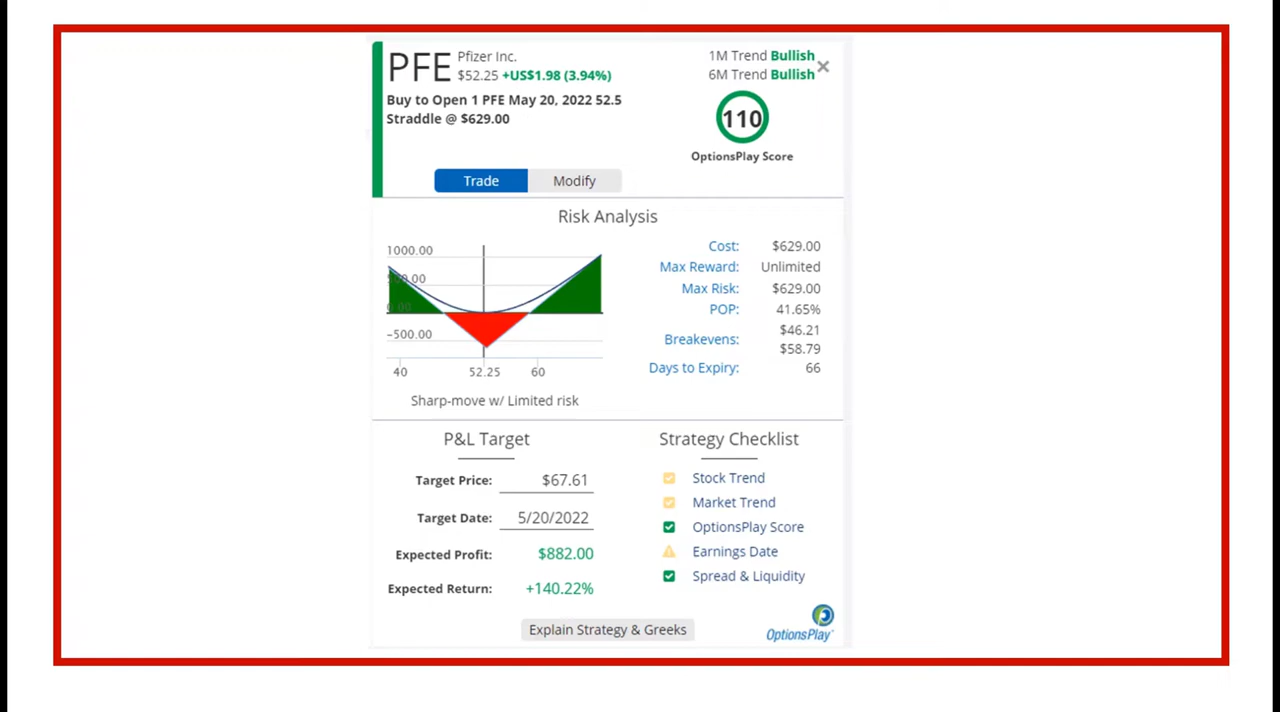 PFE Pfizer Inc.
$52.25 +US$1.98 (3.94%)
1M Trend Bullish
6M Trend Bullish
Buy to Open 1 PFE May 20, 2022 52.5
Straddle @ $629.00
110
OptionsPlay Score
Trade Modify
Risk Analysis
1000.00
0.00
−500.00
40 52.25 60
Sharp-move w/ Limited risk
Cost: $629.00
Max Reward: Unlimited
Max Risk: $629.00
POP: 41.65%
Breakevens: $46.21
$58.79
Days to Expiry: 66
P&L Target
Target Price: $67.61
Target Date: 5/20/2022
Expected Profit: $882.00
Expected Return: +140.22%
Strategy Checklist
Stock Trend
Market Trend
OptionsPlay Score
Earnings Date
Spread & Liquidity
Explain Strategy & Greeks
OptionsPlay